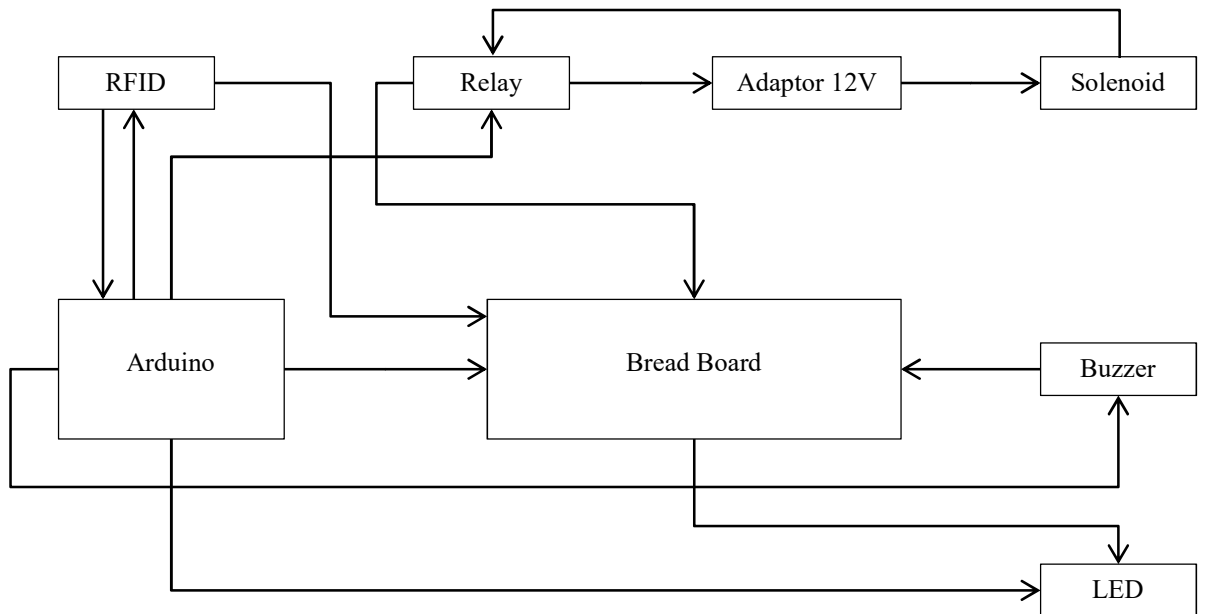 RFID
Relay
Adaptor 12V
Solenoid
Arduino
Bread Board
Buzzer
LED